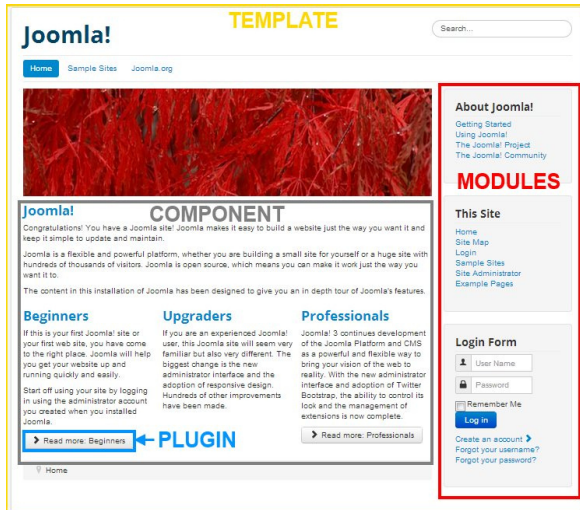 TEMPLATE
Joomla!
Search...
Home Sample Sites Joomla.org
Joomla!
COMPONENT
Congratulations! You have a Joomla site! Joomla makes it easy to build a website just the way you want it and
keep it simple to update and maintain.
Joomla is a flexible and powerful platform, whether you are building a small site for yourself or a huge site with
hundreds of thousands of visitors. Joomla is open source, which means you can make it work just the way you
want it to.
The content in this installation of Joomla has been designed to give you an in depth tour of Joomla's features.
Beginners
If this is your first Joomla! site or
your first web site, you have come
to the right place. Joomla will help
you get your website up and
running quickly and easily.
Start off using your site by logging
in using the administrator account
you created when you installed
Joomla.
Read more: Beginners
PLUGIN
Upgraders
If you are an experienced Joomla!
user, this Joomla site will seem very
familiar but also very different. The
biggest change is the new
administrator interface and the
adoption of responsive design.
Hundreds of other improvements
have been made.
Professionals
Joomla! 3 continues development
of the Joomla Platform and CMS
as a powerful and flexible way to
bring your vision of the web to
reality. With the new administrator
interface and adoption of Twitter
Bootstrap, the ability to control its
look and the management of
extensions is now complete.
Read more: Professionals
Home
About Joomla!
Getting Started
Using Joomla!
The Joomla! Project
The Joomla! Community
MODULES
This Site
Home
Site Map
Login
Sample Sites
Site Administrator
Example Pages
Login Form
User Name
Password
Remember Me
Log in
Create an account
Forgot your username?
Forgot your password?